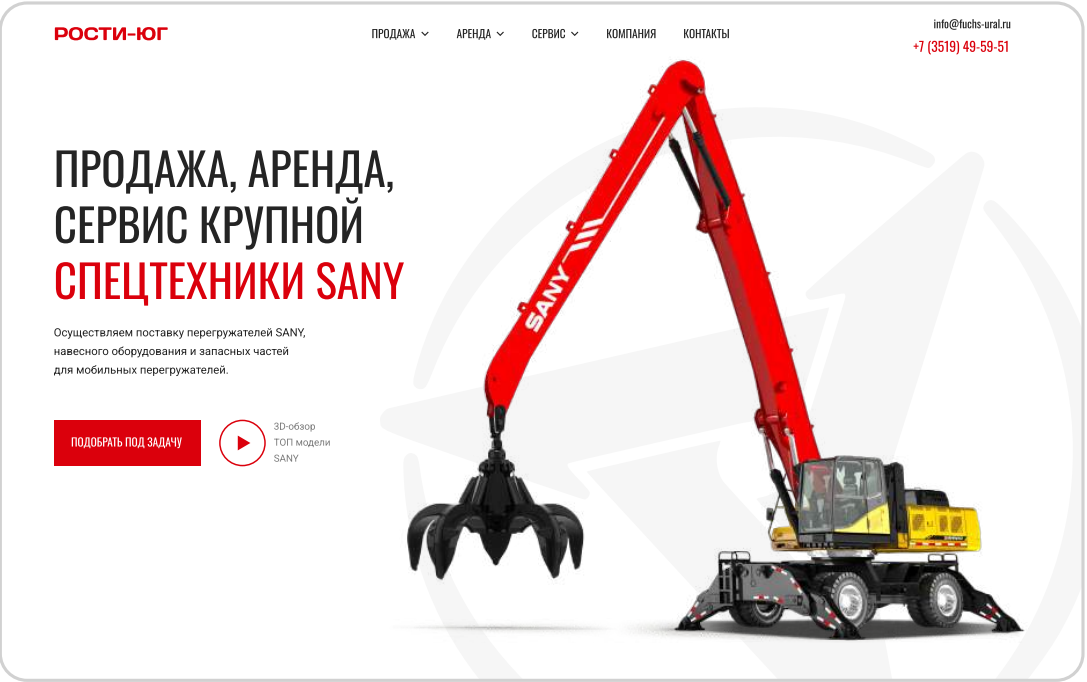 РОСТИ-ЮГ
ПРОДАЖА АРЕНДА СЕРВИС КОМПАНИЯ КОНТАКТЫ
info@fuchs-ural.ru
+7 (3519) 49-59-51
ПРОДАЖА, АРЕНДА,
СЕРВИС КРУПНОЙ
СПЕЦТЕХНИКИ SANY
Осуществляем поставку перегружателей SANY,
навесного оборудования и запасных частей
для мобильных перегружателей.
ПОДОБРАТЬ ПОД ЗАДАЧУ
3D-обзор
ТОП модели
SANY
SANY